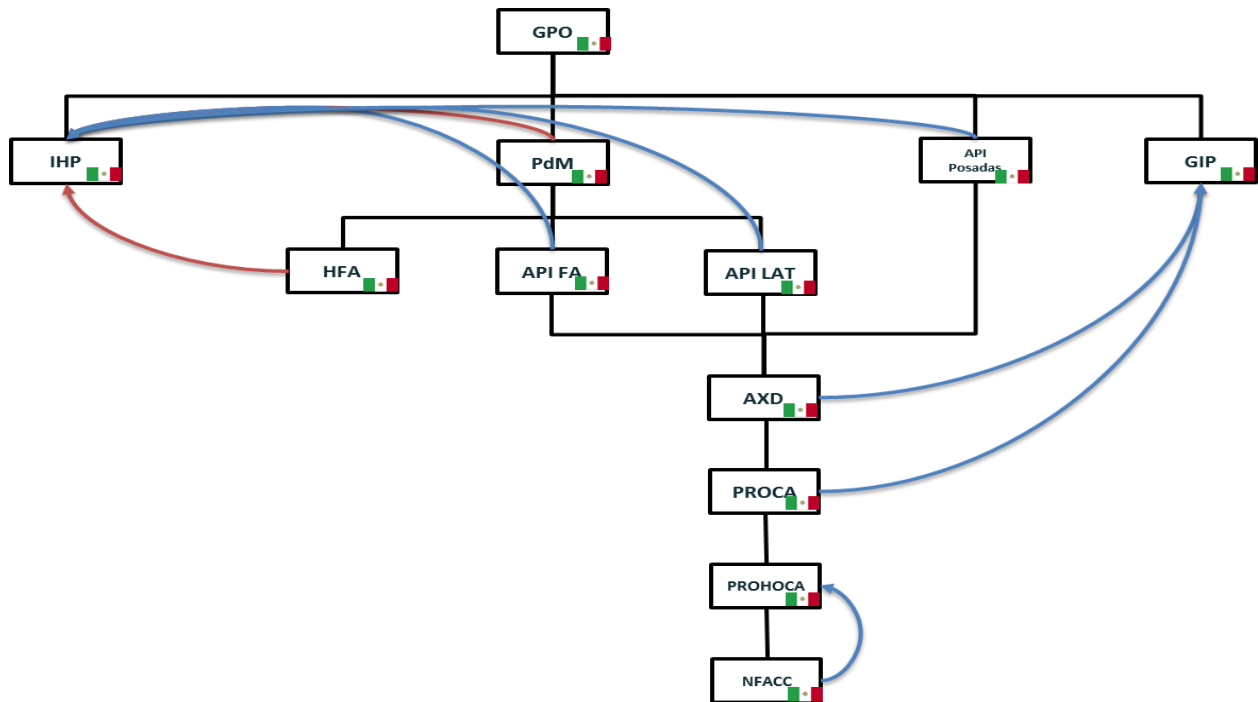 GPO
IHP
PdM
API
Posadas
GIP
HFA
API FA
API LAT
AXD
PROCA
PROHOCA
NFACC